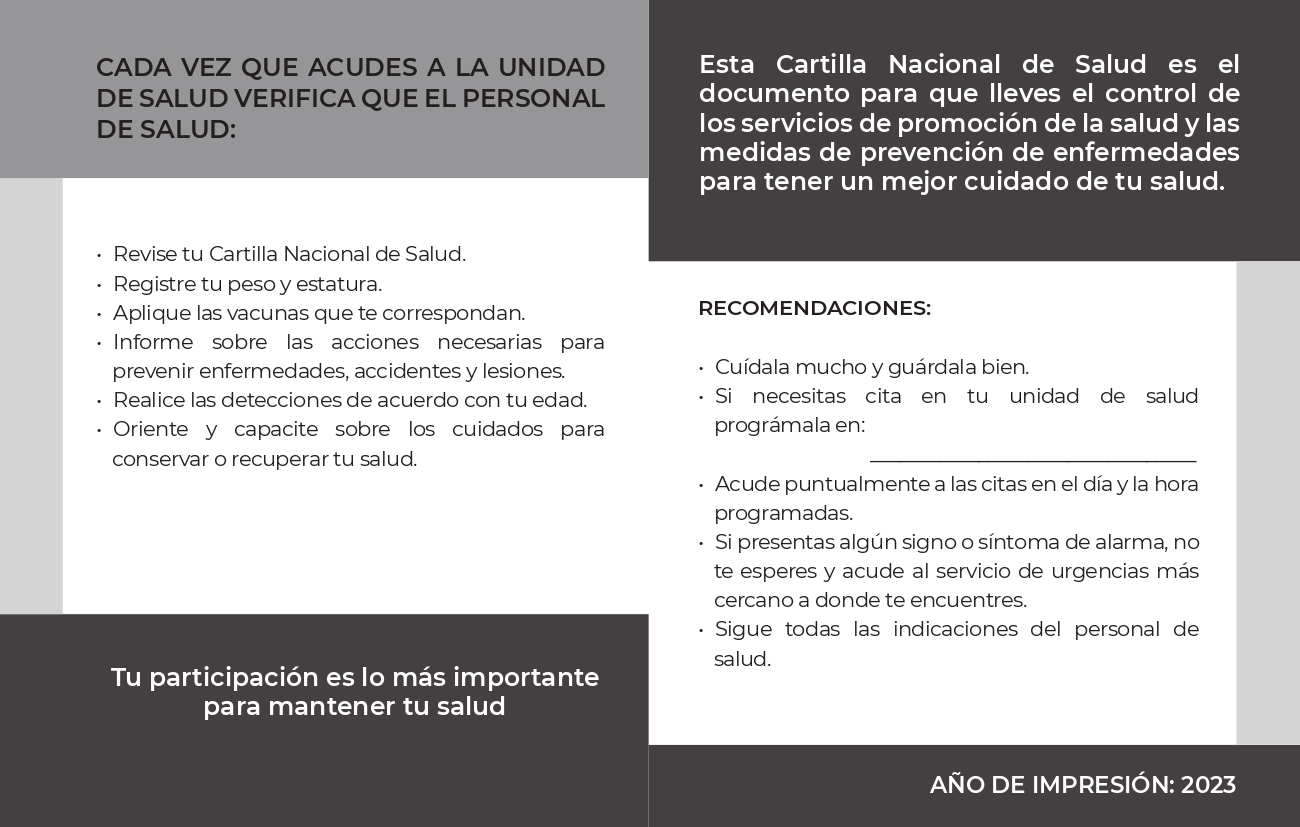 CADA VEZ QUE ACUDES A LA UNIDAD
DE SALUD VERIFICA QUE EL PERSONAL
DE SALUD:
• Revise tu Cartilla Nacional de Salud.
• Registre tu peso y estatura.
• Aplique las vacunas que te correspondan.
• Informe sobre las acciones necesarias para
prevenir enfermedades, accidentes y lesiones.
• Realice las detecciones de acuerdo con tu edad.
• Oriente y capacite sobre los cuidados para
conservar o recuperar tu salud.
Tu participación es lo más importante
para mantener tu salud
Esta Cartilla Nacional de Salud es el
documento para que lleves el control de
los servicios de promoción de la salud y las
medidas de prevención de enfermedades
para tener un mejor cuidado de tu salud.
RECOMENDACIONES:
• Cuídala mucho y guárdala bien.
• Si necesitas cita en tu unidad de salud
prográmala en:
______________________________
• Acude puntualmente a las citas en el día y la hora
programadas.
• Si presentas algún signo o síntoma de alarma, no
te esperes y acude al servicio de urgencias más
cercano a donde te encuentres.
• Sigue todas las indicaciones del personal de
salud.
AÑO DE IMPRESIÓN: 2023